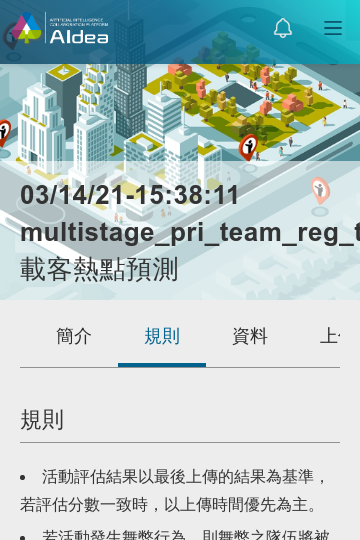 ARTIFICIAL INTELLIGENCE
COLLABORATION PLATFORM
AIdea
03/14/21-15:38:11
multistage_pri_team_reg_t
載客熱點預測
簡介 規則 資料 上
規則
• 活動評估結果以最後上傳的結果為基準，
若評估分數一致時，以上傳時間優先為主。
• 若活動發生舞弊行為，則舞弊之隊伍將被